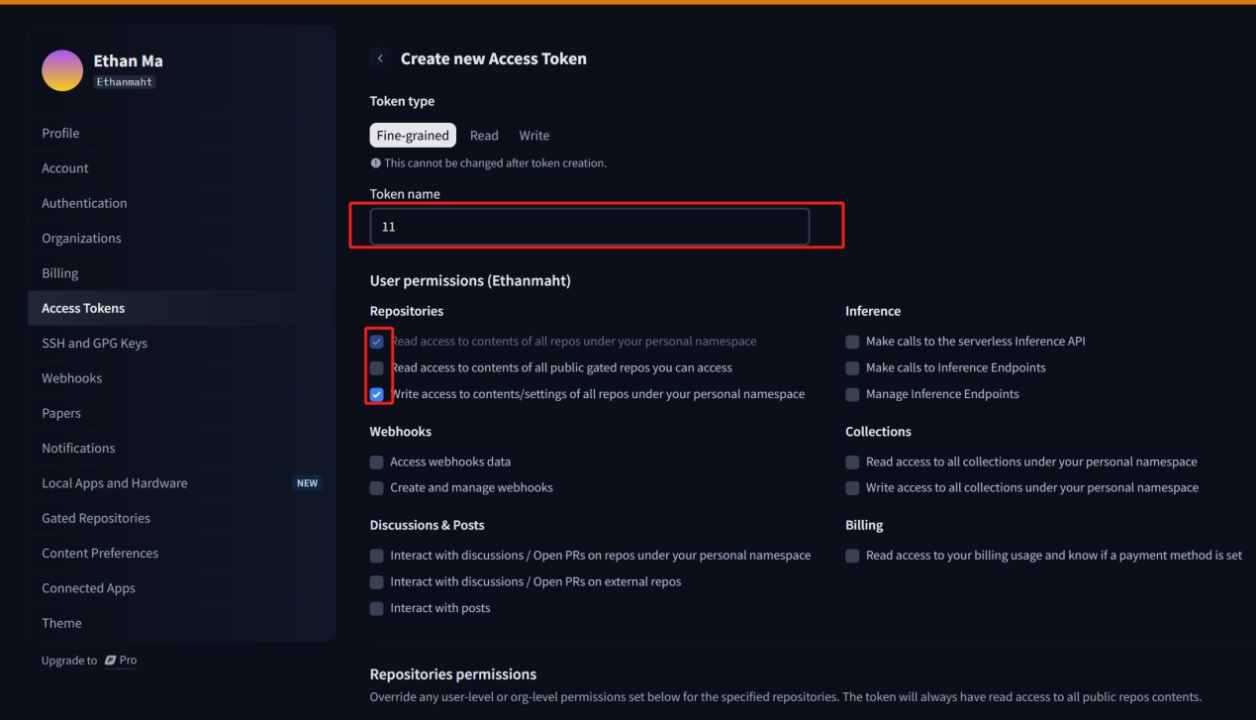 Ethan Ma
Ethanmaht
Profile
Account
Authentication
Organizations
Billing
Access Tokens
SSH and GPG Keys
Webhooks
Papers
Notifications
Local Apps and Hardware NEW
Gated Repositories
Content Preferences
Connected Apps
Theme
Upgrade to Pro
Create new Access Token
Token type
Fine-grained Read Write
This cannot be changed after token creation.
Token name
11
User permissions (Ethanmaht)
Repositories
Read access to contents of all repos under your personal namespace
Read access to contents of all public gated repos you can access
Write access to contents/settings of all repos under your personal namespace
Inference
Make calls to the serverless Inference API
Make calls to Inference Endpoints
Manage Inference Endpoints
Webhooks
Access webhooks data
Create and manage webhooks
Collections
Read access to all collections under your personal namespace
Write access to all collections under your personal namespace
Discussions & Posts
Interact with discussions / Open PRs on repos under your personal namespace
Interact with discussions / Open PRs on external repos
Interact with posts
Billing
Read access to your billing usage and know if a payment method is set
Repositories permissions
Override any user-level or org-level permissions set below for the specified repositories. The token will always have read access to all public repos contents.